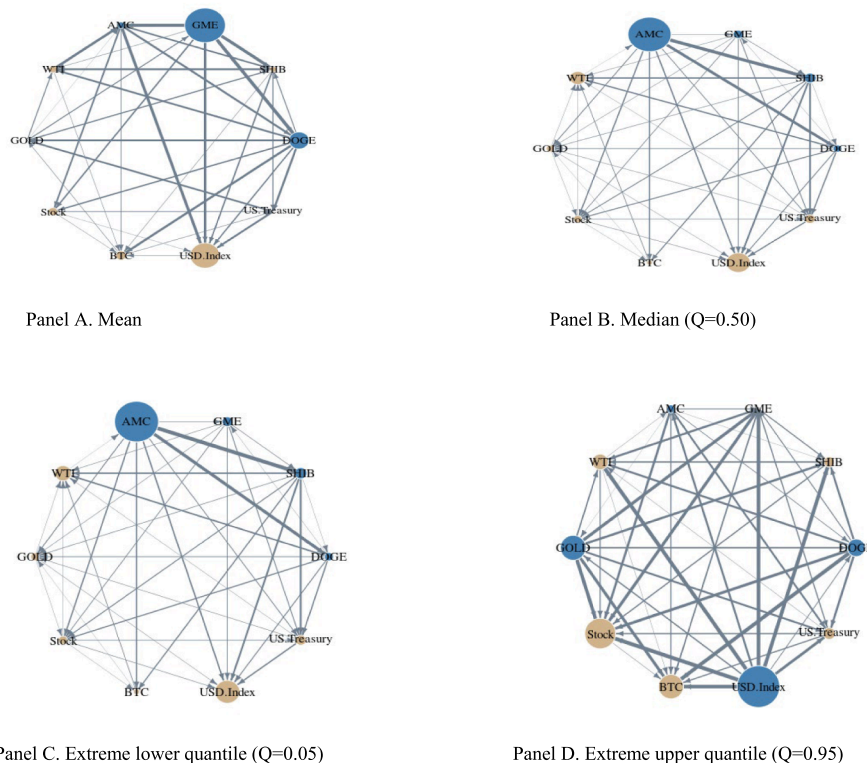 AMC GME
WTI SHIB
GOLD DOGE
Stock US.Treasury
BTC USD.Index
Panel A. Mean
AMC GME
WTI SHIB
GOLD DOGE
Stock US.Treasury
BTC USD.Index
Panel B. Median (Q=0.50)
AMC GME
WTI SHIB
GOLD DOGE
Stock US.Treasury
BTC USD.Index
Panel C. Extreme lower quantile (Q=0.05)
AMC GME
WTI SHIB
GOLD DOGE
Stock US.Treasury
BTC USD.Index
Panel D. Extreme upper quantile (Q=0.95)